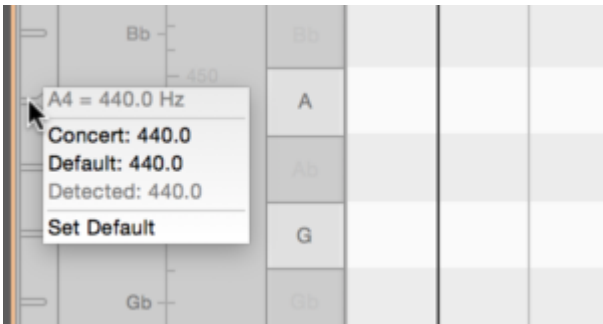 Bb
Bb
450
A4 = 440.0 Hz
A
Concert: 440.0
Default: 440.0
Ab
Detected: 440.0
Set Default
G
Gb
Gb